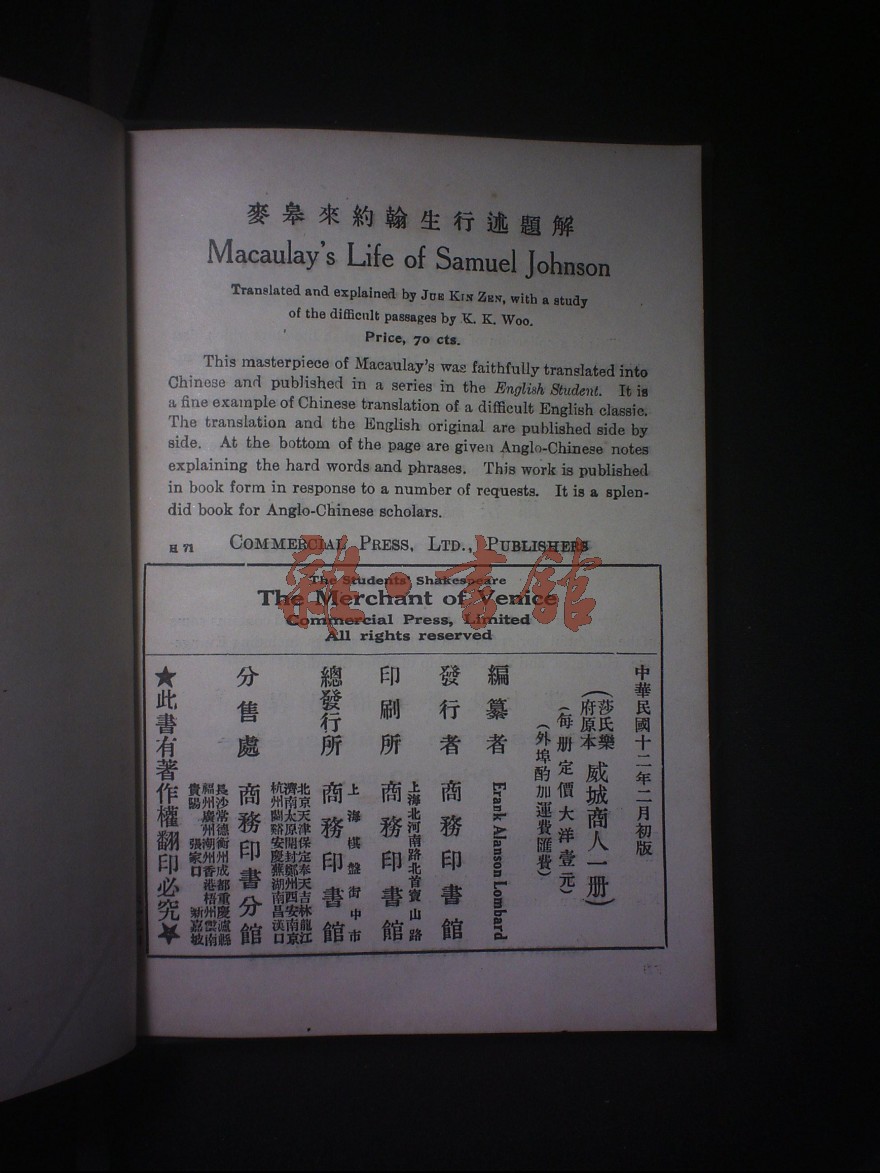 麥皋來約翰生行述題解
Macaulay's Life of Samuel Johnson
Translated and explained by JUE KIN ZEN, with a study
of the difficult passages by K. K. Woo.
Price, 70 cts.
This masterpiece of Macaulay's was faithfully translated into
Chinese and published in a series in the English Student. It is
a fine example of Chinese translation of a difficult English classic.
The translation and the English original are published side by
side. At the bottom of the page are given Anglo-Chinese notes
explaining the hard words and phrases. This work is published
in book form in response to a number of requests. It is a splen-
did book for Anglo-Chinese scholars.
H 71 COMMERCIAL PRESS, LTD., PUBLISHERS
The Students' Shakespeare
The Merchant of Venice
Commercial Press, Limited
All rights reserved
中華民國十二年二月初版
(莎氏樂府原本 威城商人一册)
(每册定價大洋壹元)
(外埠酌加運費匯費)
編纂者 Erank Alanson Lombard
發行者 商務印書館
上海北河南路北首寶山路
印刷所 商務印書館
上海棋盤街中市
總發行所 商務印書館
北京天津保定奉天吉林龍江
濟南太原開封鄭州西安南京
杭州蘭谿安慶蕪湖南昌漢口
分售處 商務印書分館
長沙常德衡州成都重慶瀘縣
福州廣州潮州香港梧州雲南
貴陽 張家口 新嘉坡
★此書有著作權翻印必究★
雜·書館